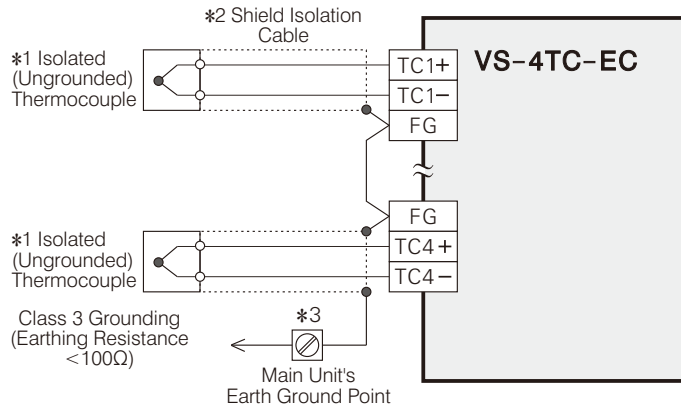 *2 Shield Isolation
Cable
*1 Isolated
(Ungrounded)
Thermocouple
TC1+
TC1−
FG
VS-4TC-EC
FG
TC4+
TC4−
*1 Isolated
(Ungrounded)
Thermocouple
Class 3 Grounding
(Earthing Resistance
<100Ω)
*3
Main Unit's
Earth Ground Point